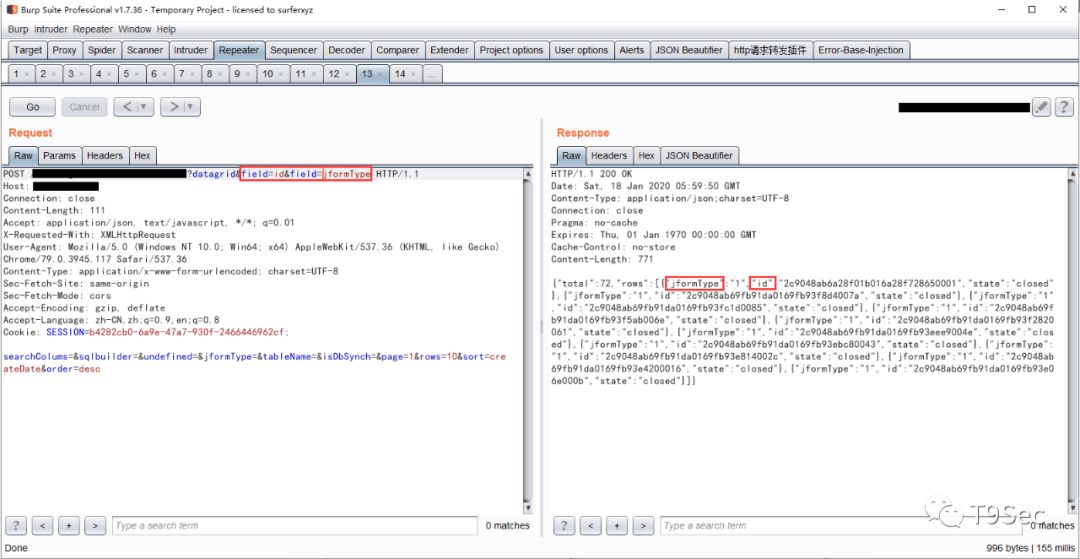 Burp Suite Professional v1.7.36 - Temporary Project - licensed to surferxyz
Burp Intruder Repeater Window Help
Target Proxy Spider Scanner Intruder Repeater Sequencer Decoder Comparer Extender Project options User options Alerts JSON Beautifier http请求转发插件 Error-Base-Injection
1 × 2 × 3 × 4 × 5 × 6 × 7 × 8 × 9 × 10 × 11 × 12 × 13 × 14 × ...
Go Cancel < ▼ > ▼ ?
Request
Raw Params Headers Hex
POST / ?datagrid&field=id&field=jformType HTTP/1.1
Host:
Connection: close
Content-Length: 111
Accept: application/json, text/javascript, */*; q=0.01
X-Requested-With: XMLHttpRequest
User-Agent: Mozilla/5.0 (Windows NT 10.0; Win64; x64) AppleWebKit/537.36 (KHTML, like Gecko)
Chrome/79.0.3945.117 Safari/537.36
Content-Type: application/x-www-form-urlencoded; charset=UTF-8
Sec-Fetch-Site: same-origin
Sec-Fetch-Mode: cors
Accept-Encoding: gzip, deflate
Accept-Language: zh-CN,zh;q=0.9,en;q=0.8
Cookie: SESSION=b4282cb0-6a9e-47a7-930f-2466446962cf;
searchColums=&sqlbuilder=&undefined=&jformType=&tableName=&isDbSynch=&page=1&rows=10&sort=cre
ateDate&order=desc
? < + > Type a search term 0 matches
Response
Raw Headers Hex JSON Beautifier
HTTP/1.1 200 OK
Date: Sat, 18 Jan 2020 05:59:50 GMT
Content-Type: application/json;charset=UTF-8
Connection: close
Pragma: no-cache
Expires: Thu, 01 Jan 1970 00:00:00 GMT
Cache-Control: no-store
Content-Length: 771
{"total":72,"rows":[{"jformType":"1","id":"2c9048ab6a28f01b016a28f728650001","state":"closed"
},{"jformType":"1","id":"2c9048ab69fb91da0169fb93f8d4007a","state":"closed"},{"jformType":"1"
,"id":"2c9048ab69fb91da0169fb93fc1d0085","state":"closed"},{"jformType":"1","id":"2c9048ab69f
b91da0169fb93f5ab006e","state":"closed"},{"jformType":"1","id":"2c9048ab69fb91da0169fb93f2820
061","state":"closed"},{"jformType":"1","id":"2c9048ab69fb91da0169fb93eee9004e","state":"clos
ed"},{"jformType":"1","id":"2c9048ab69fb91da0169fb93ebc80043","state":"closed"},{"jformType":
"1","id":"2c9048ab69fb91da0169fb93e814002c","state":"closed"},{"jformType":"1","id":"2c9048ab
69fb91da0169fb93e4200016","state":"closed"},{"jformType":"1","id":"2c9048ab69fb91da0169fb93e0
6e000b","state":"closed"}]}
? < + > Type a search term 0 matches
T9Sec
Done 996 bytes | 155 millis